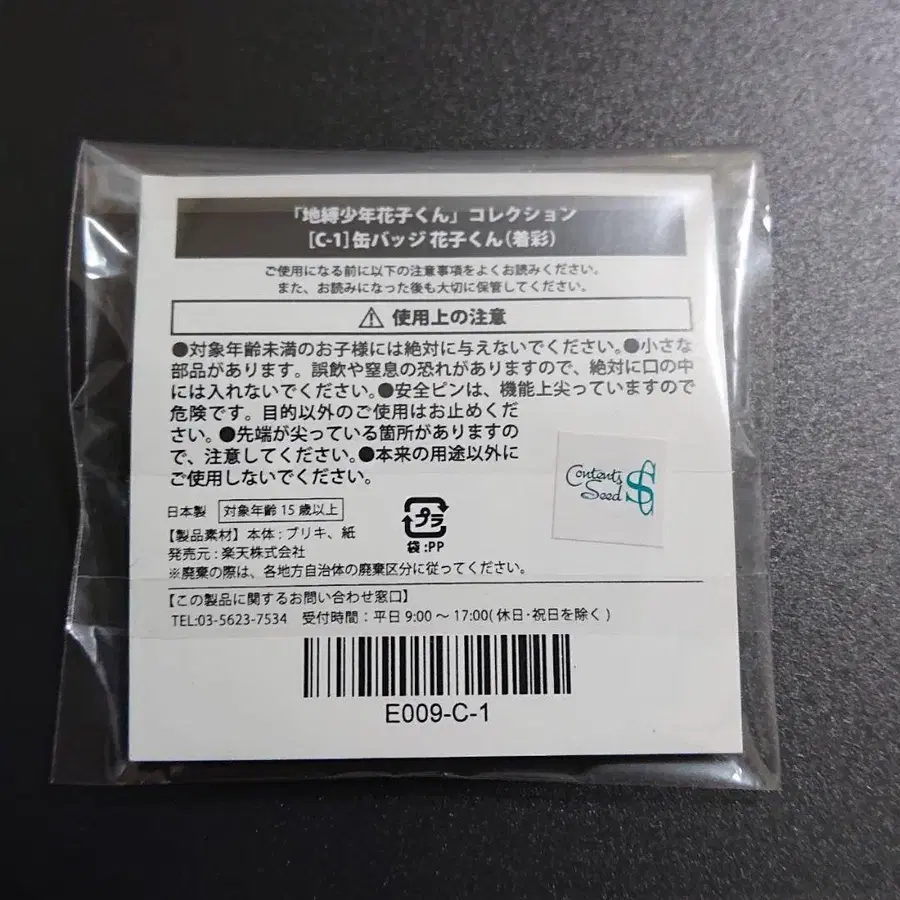 「地縛少年花子くん」コレクション
[C-1]缶バッジ 花子くん(着彩)
ご使用になる前に以下の注意事項をよくお読みください。
また、お読みになった後も大切に保管してください。
使用上の注意
●対象年齢未満のお子様には絶対に与えないでください。●小さな
部品があります。誤飲や窒息の恐れがありますので、絶対に口の中
には入れないでください。●安全ピンは、機能上尖っていますので
危険です。目的以外のご使用はお止めくだ
さい。●先端が尖っている箇所がありますの
で、注意してください。●本来の用途以外に
ご使用しないでください。
Contents
Seed
日本製 対象年齢 15 歳以上
プラ
【製品素材】本体 : ブリキ、紙
袋 : PP
発売元 : 楽天株式会社
※廃棄の際は、各地方自治体の廃棄区分に従ってください。
【この製品に関するお問い合わせ窓口】
TEL:03-5623-7534 受付時間 : 平日 9:00 ~ 17:00( 休日・祝日を除く )
E009-C-1